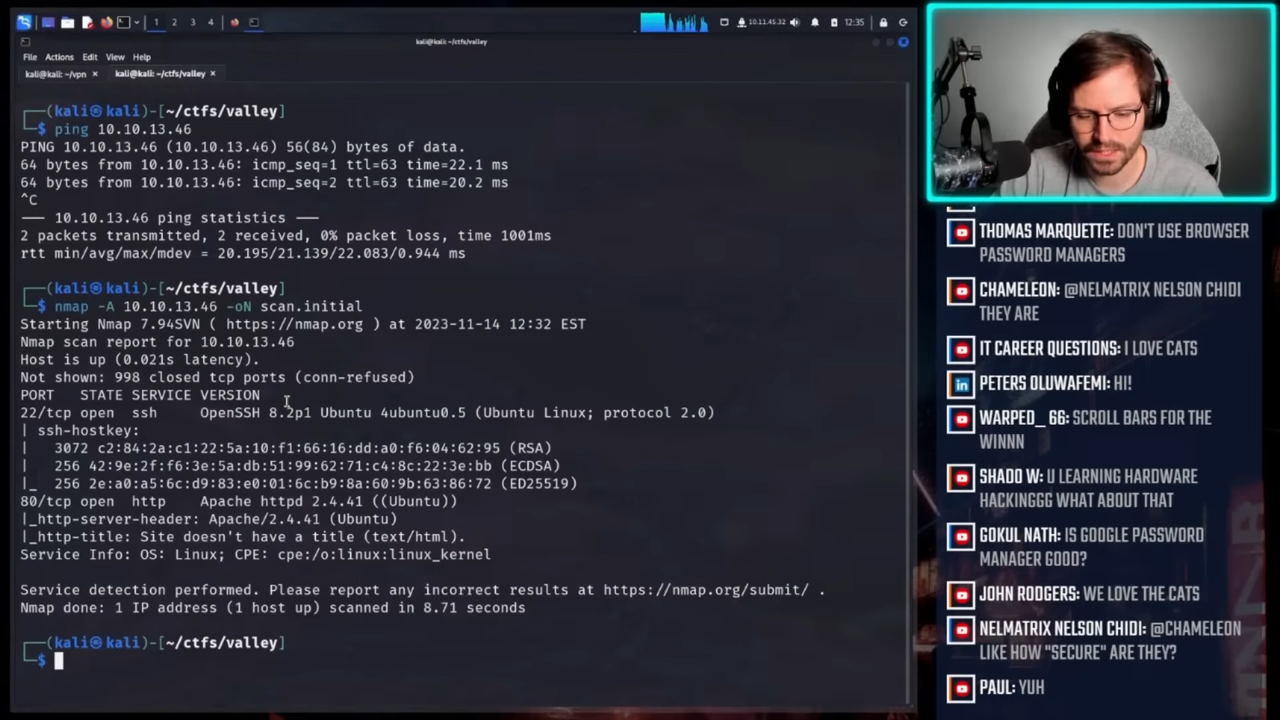 1 2 3 4
10.11.45.32
12:35
kali@kali: ~/ctfs/valley
File Actions Edit View Help
kali@kali: ~/vpn × kali@kali: ~/ctfs/valley ×
┌──(kali㉿kali)-[~/ctfs/valley]
└─$ ping 10.10.13.46
PING 10.10.13.46 (10.10.13.46) 56(84) bytes of data.
64 bytes from 10.10.13.46: icmp_seq=1 ttl=63 time=22.1 ms
64 bytes from 10.10.13.46: icmp_seq=2 ttl=63 time=20.2 ms
^C
--- 10.10.13.46 ping statistics ---
2 packets transmitted, 2 received, 0% packet loss, time 1001ms
rtt min/avg/max/mdev = 20.195/21.139/22.083/0.944 ms
┌──(kali㉿kali)-[~/ctfs/valley]
└─$ nmap -A 10.10.13.46 -oN scan.initial
Starting Nmap 7.94SVN ( https://nmap.org ) at 2023-11-14 12:32 EST
Nmap scan report for 10.10.13.46
Host is up (0.021s latency).
Not shown: 998 closed tcp ports (conn-refused)
PORT STATE SERVICE VERSION
22/tcp open ssh OpenSSH 8.2p1 Ubuntu 4ubuntu0.5 (Ubuntu Linux; protocol 2.0)
| ssh-hostkey:
| 3072 c2:84:2a:c1:22:5a:10:f1:66:16:dd:a0:f6:04:62:95 (RSA)
| 256 42:9e:2f:f6:3e:5a:db:51:99:62:71:c4:8c:22:3e:bb (ECDSA)
|_ 256 2e:a0:a5:6c:d9:83:e0:01:6c:b9:8a:60:9b:63:86:72 (ED25519)
80/tcp open http Apache httpd 2.4.41 ((Ubuntu))
|_http-server-header: Apache/2.4.41 (Ubuntu)
|_http-title: Site doesn't have a title (text/html).
Service Info: OS: Linux; CPE: cpe:/o:linux:linux_kernel
Service detection performed. Please report any incorrect results at https://nmap.org/submit/ .
Nmap done: 1 IP address (1 host up) scanned in 8.71 seconds
┌──(kali㉿kali)-[~/ctfs/valley]
└─$
THOMAS MARQUETTE: DON'T USE BROWSER
PASSWORD MANAGERS
CHAMELEON: @NELMATRIX NELSON CHIDI
THEY ARE
IT CAREER QUESTIONS: I LOVE CATS
PETERS OLUWAFEMI: HI!
WARPED_ 66: SCROLL BARS FOR THE
WINNN
SHADO W: U LEARNING HARDWARE
HACKINGGG WHAT ABOUT THAT
GOKUL NATH: IS GOOGLE PASSWORD
MANAGER GOOD?
JOHN RODGERS: WE LOVE THE CATS
NELMATRIX NELSON CHIDI: @CHAMELEON
LIKE HOW "SECURE" ARE THEY?
PAUL: YUH